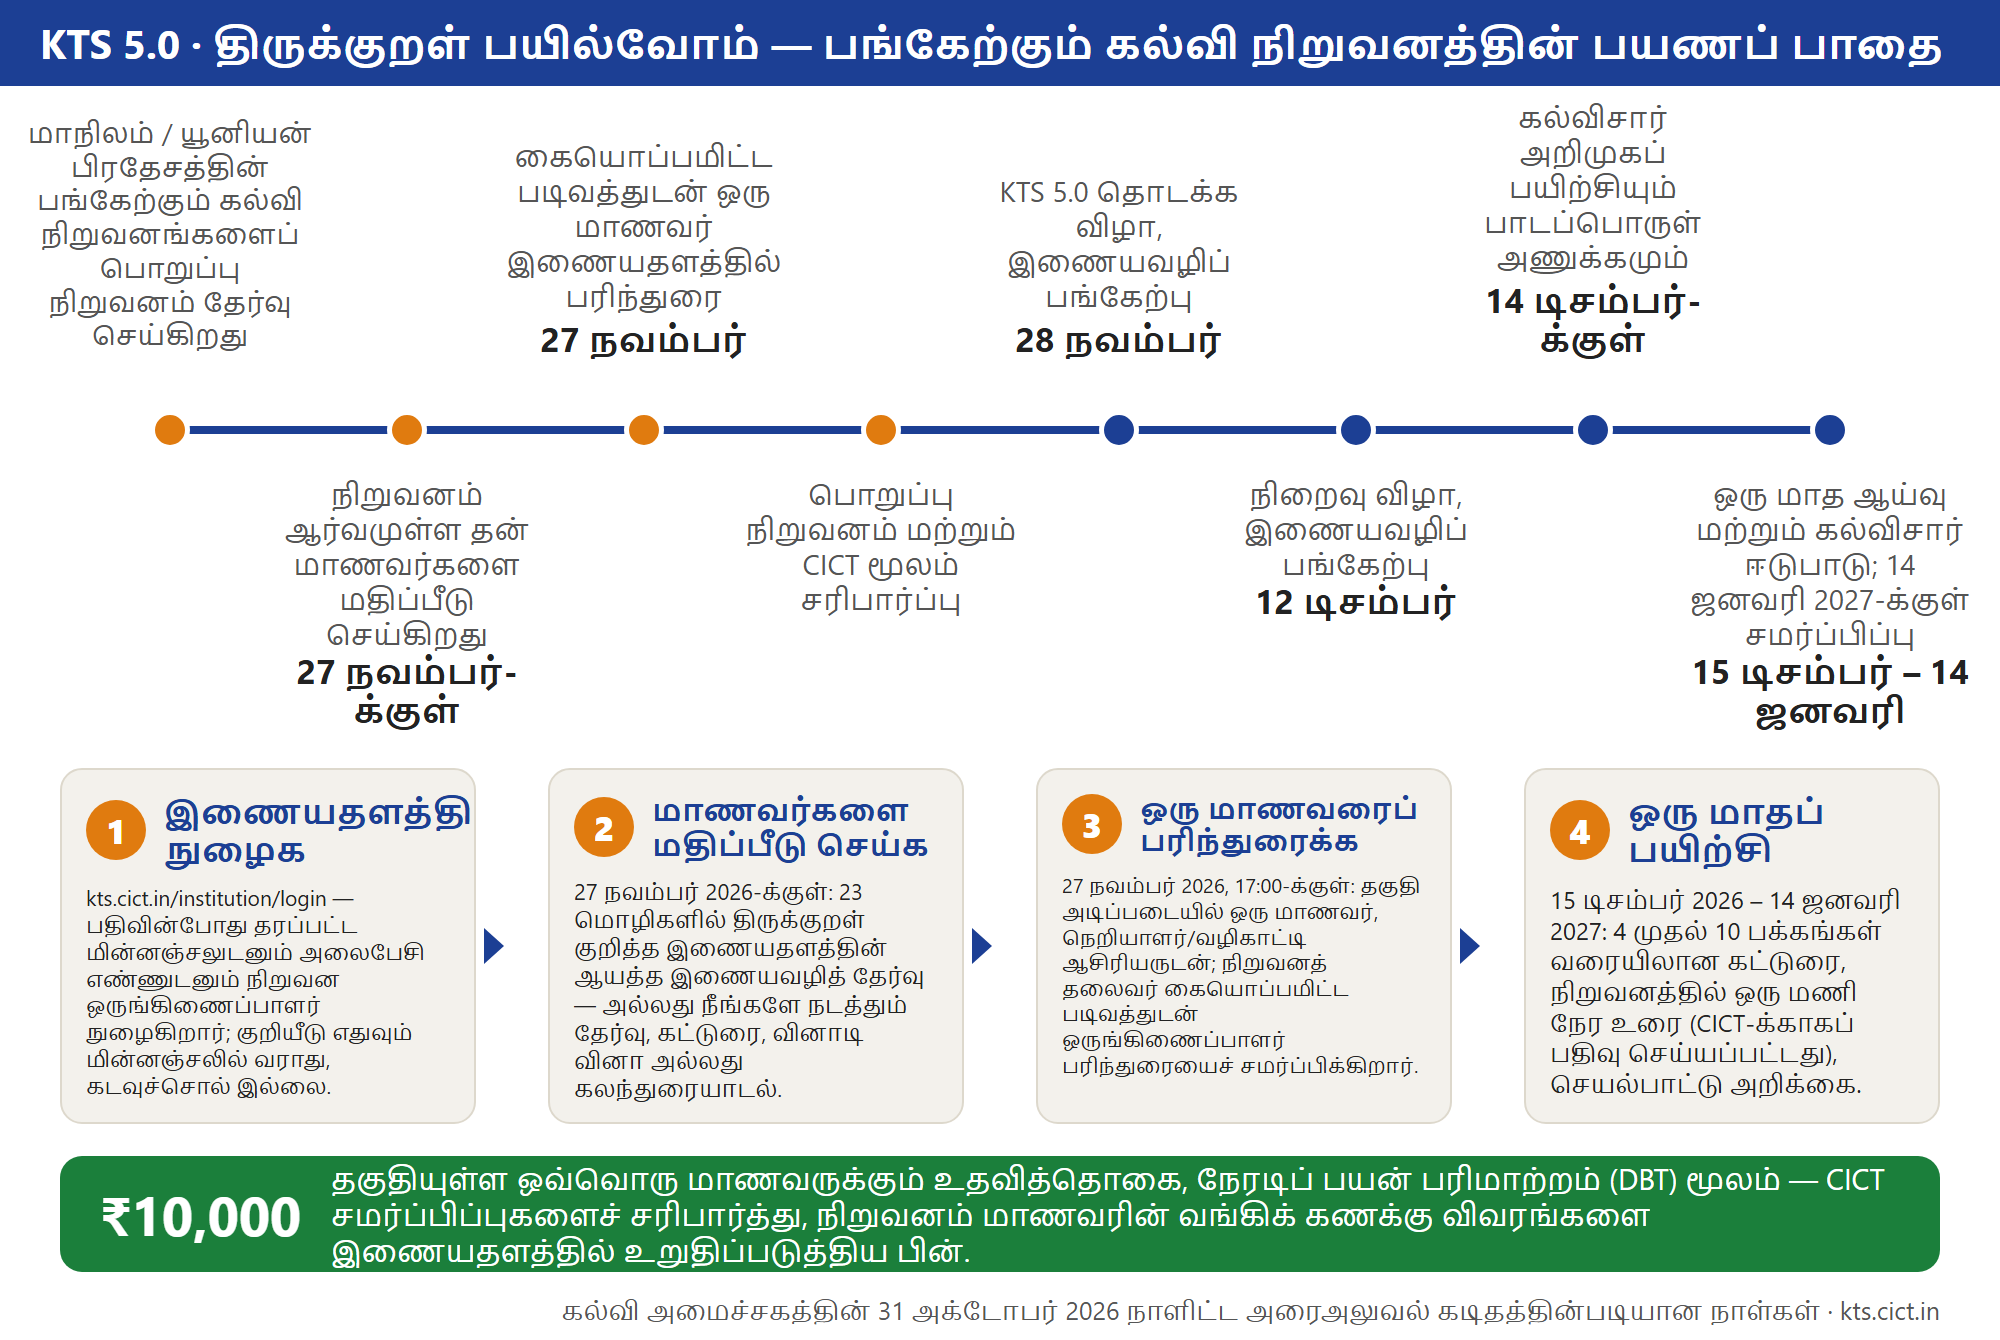 KTS 5.0 · திருக்குறள் பயில்வோம் — பங்கேற்கும் கல்வி நிறுவனத்தின் பயணப் பாதை
மாநிலம் / யூனியன்
பிரதேசத்தின்
பங்கேற்கும் கல்வி
நிறுவனங்களைப்
பொறுப்பு
நிறுவனம் தேர்வு
செய்கிறது
நிறுவனம்
ஆர்வமுள்ள தன்
மாணவர்களை
மதிப்பீடு
செய்கிறது
27 நவம்பர்-
க்குள்
கையொப்பமிட்ட
படிவத்துடன் ஒரு
மாணவர்
இணையதளத்தில்
பரிந்துரை
27 நவம்பர்
பொறுப்பு
நிறுவனம் மற்றும்
CICT மூலம்
சரிபார்ப்பு
KTS 5.0 தொடக்க
விழா,
இணையவழிப்
பங்கேற்பு
28 நவம்பர்
நிறைவு விழா,
இணையவழிப்
பங்கேற்பு
12 டிசம்பர்
கல்விசார்
அறிமுகப்
பயிற்சியும்
பாடப்பொருள்
அணுக்கமும்
14 டிசம்பர்-
க்குள்
ஒரு மாத ஆய்வு
மற்றும் கல்விசார்
ஈடுபாடு; 14
ஜனவரி 2027-க்குள்
சமர்ப்பிப்பு
15 டிசம்பர் – 14
ஜனவரி
1
இணையதளத்தி
நுழைக
kts.cict.in/institution/login —
பதிவின்போது தரப்பட்ட
மின்னஞ்சலுடனும் அலைபேசி
எண்ணுடனும் நிறுவன
ஒருங்கிணைப்பாளர்
நுழைகிறார்; குறியீடு எதுவும்
மின்னஞ்சலில் வராது,
கடவுச்சொல் இல்லை.
2
மாணவர்களை
மதிப்பீடு செய்க
27 நவம்பர் 2026-க்குள்: 23
மொழிகளில் திருக்குறள்
குறித்த இணையதளத்தின்
ஆயத்த இணையவழித் தேர்வு
— அல்லது நீங்களே நடத்தும்
தேர்வு, கட்டுரை, வினாடி
வினா அல்லது
கலந்துரையாடல்.
3
ஒரு மாணவரைப்
பரிந்துரைக்க
27 நவம்பர் 2026, 17:00-க்குள்: தகுதி
அடிப்படையில் ஒரு மாணவர்,
நெறியாளர்/வழிகாட்டி
ஆசிரியருடன்; நிறுவனத்
தலைவர் கையொப்பமிட்ட
படிவத்துடன்
ஒருங்கிணைப்பாளர்
பரிந்துரையைச் சமர்ப்பிக்கிறார்.
4
ஒரு மாதப்
பயிற்சி
15 டிசம்பர் 2026 – 14 ஜனவரி
2027: 4 முதல் 10 பக்கங்கள்
வரையிலான கட்டுரை,
நிறுவனத்தில் ஒரு மணி
நேர உரை (CICT-க்காகப்
பதிவு செய்யப்பட்டது),
செயல்பாட்டு அறிக்கை.
₹10,000
தகுதியுள்ள ஒவ்வொரு மாணவருக்கும் உதவித்தொகை, நேரடிப் பயன் பரிமாற்றம் (DBT) மூலம் — CICT
சமர்ப்பிப்புகளைச் சரிபார்த்து, நிறுவனம் மாணவரின் வங்கிக் கணக்கு விவரங்களை
இணையதளத்தில் உறுதிப்படுத்திய பின்.
கல்வி அமைச்சகத்தின் 31 அக்டோபர் 2026 நாளிட்ட அரைஅலுவல் கடிதத்தின்படியான நாள்கள் · kts.cict.in